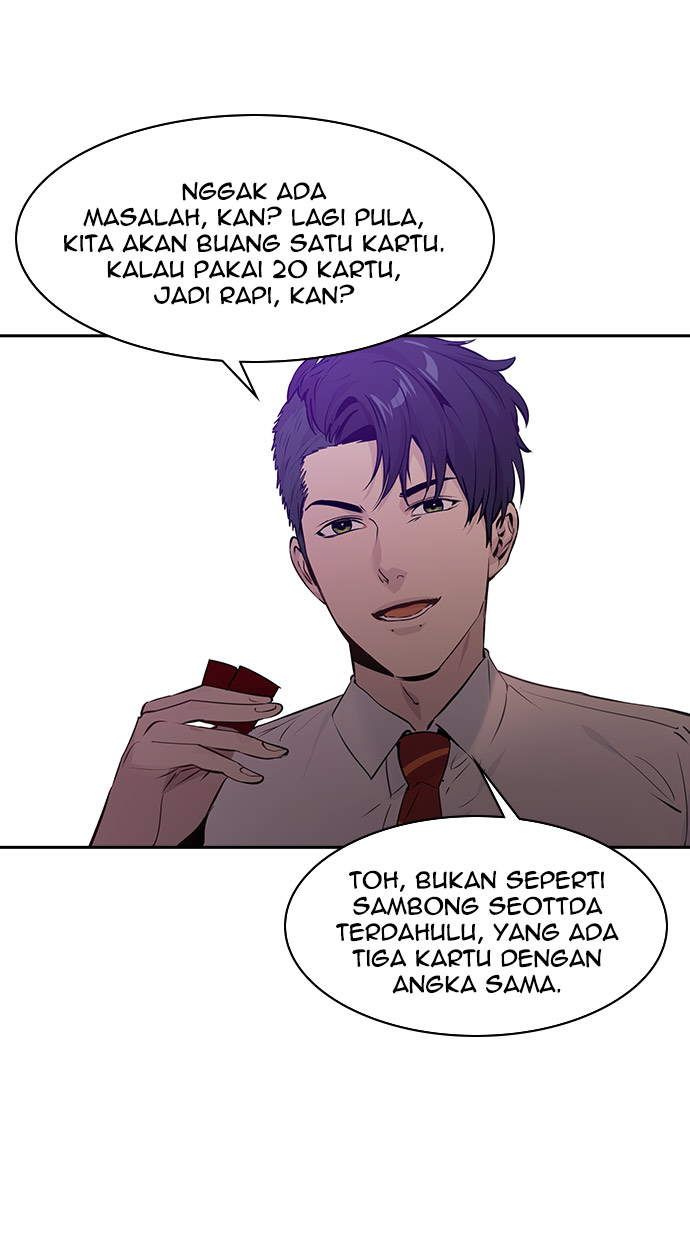 NGGAK ADA
MASALAH, KAN? LAGI PULA,
KITA AKAN BUANG SATU KARTU.
KALAU PAKAI 20 KARTU,
JADI RAPI, KAN?
TOH, BUKAN SEPERTI
SAMBONG SEOTTDA
TERDAHULU, YANG ADA
TIGA KARTU DENGAN
ANGKA SAMA.